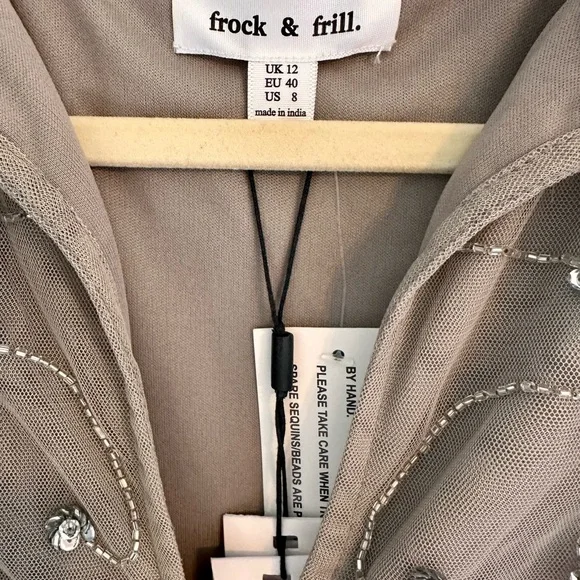 frock & frill.
UK 12
EU 40
US 8
made in india
BY HAND.
PLEASE TAKE CARE WHEN
SPARE SEQUINS/BEADS ARE